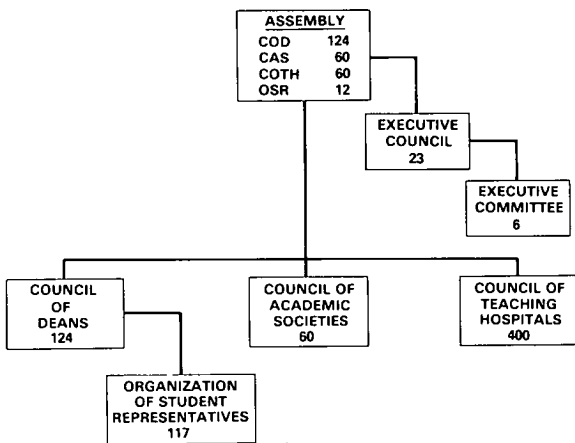 ASSEMBLY
COD 124
CAS 60
COTH 60
OSR 12
EXECUTIVE
COUNCIL
23
EXECUTIVE
COMMITTEE
6
COUNCIL
OF
DEANS
124
COUNCIL OF
ACADEMIC
SOCIETIES
60
COUNCIL OF
TEACHING
HOSPITALS
400
ORGANIZATION
OF STUDENT
REPRESENTATIVES
117